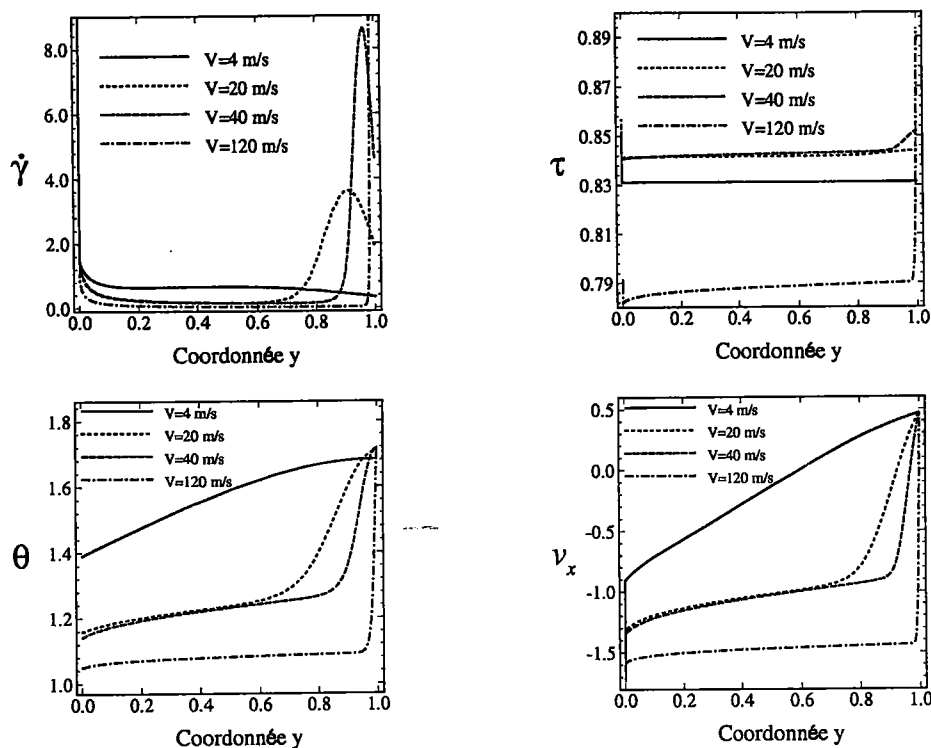 8.0
6.0
4.0
2.0
0.0
γ̇
V=4 m/s
V=20 m/s
V=40 m/s
V=120 m/s
0.0 0.2 0.4 0.6 0.8 1.0
Coordonnée y
0.89
0.87
0.85
0.83
0.81
0.79
τ
V=4 m/s
V=20 m/s
V=40 m/s
V=120 m/s
0.0 0.2 0.4 0.6 0.8 1.0
Coordonnée y
1.8
1.6
1.4
1.2
1.0
θ
V=4 m/s
V=20 m/s
V=40 m/s
V=120 m/s
0.0 0.2 0.4 0.6 0.8 1.0
Coordonnée y
0.5
0.0
-0.5
-1.0
-1.5
vx
V=4 m/s
V=20 m/s
V=40 m/s
V=120 m/s
0.0 0.2 0.4 0.6 0.8 1.0
Coordonnée y